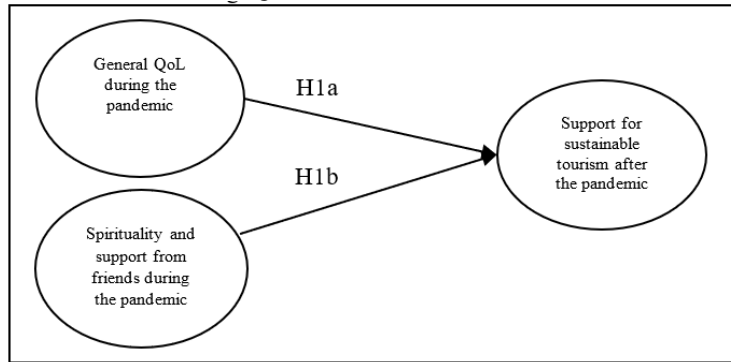 General QoL
during the
pandemic
H1a
Support for
sustainable
tourism after
the pandemic
H1b
Spirituality and
support from
friends during
the pandemic